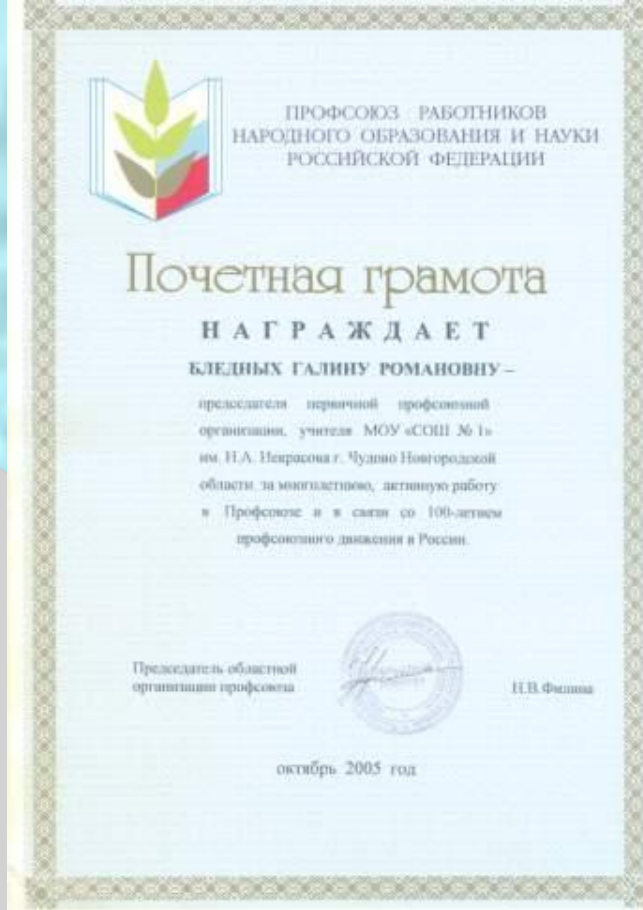 ПРОФСОЮЗ РАБОТНИКОВ
НАРОДНОГО ОБРАЗОВАНИЯ И НАУКИ
РОССИЙСКОЙ ФЕДЕРАЦИИ
Почетная грамота
НАГРАЖДАЕТ
БЛЕДНЫХ ГАЛИНУ РОМАНОВНУ –
председателя первичной профсоюзной
организации, учителя МОУ «СОШ № 1»
им. Н.А. Некрасова г. Чудово Новгородской
области за многолетнюю, активную работу
в Профсоюзе и в связи со 100-летием
профсоюзного движения в России.
Председатель областной
организации профсоюза
Н.В.Филина
октябрь 2005 год